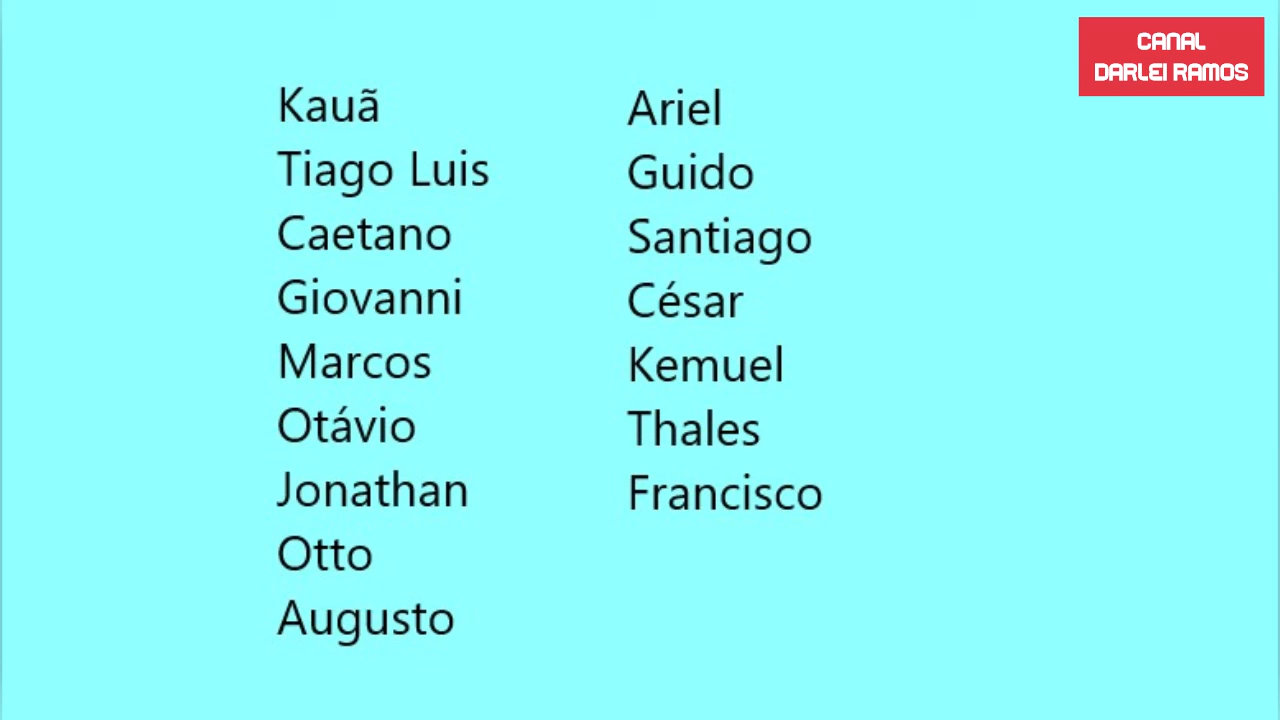 CANAL
DARLEI RAMOS
Kauã
Tiago Luis
Caetano
Giovanni
Marcos
Otávio
Jonathan
Otto
Augusto
Ariel
Guido
Santiago
César
Kemuel
Thales
Francisco